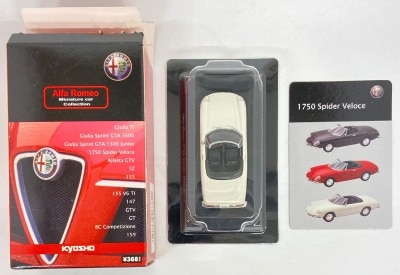 Alfa Romeo
Miniature car
Collection
Giulia TI
Giulia Sprint GTA 1600
Giulia Sprint GTA 1300 Junior
1750 Spider Veloce
Alfetta GTV
SZ
155
155 V6 TI
147
GTV
GT
8C Competizione
159
KYOSHO
¥368!
1750 Spider Veloce